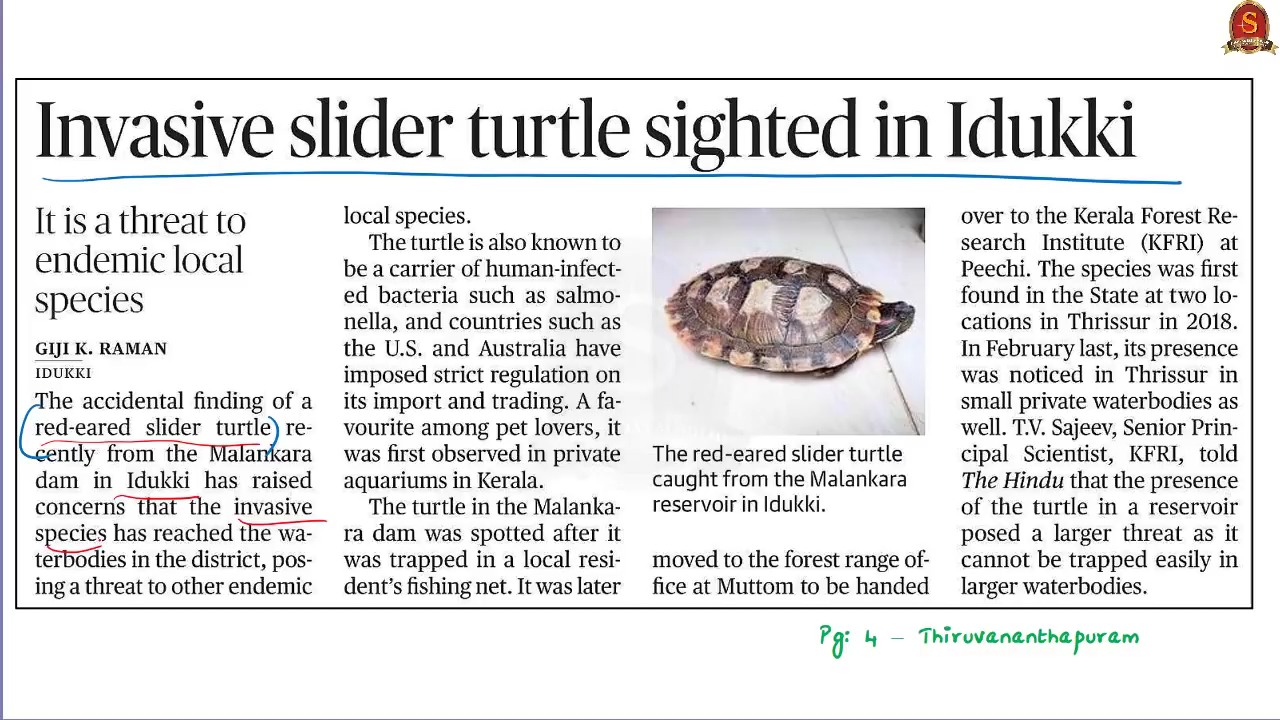 Invasive slider turtle sighted in Idukki
It is a threat to
endemic local
species
GIJI K. RAMAN
IDUKKI
The accidental finding of a
red-eared slider turtle re-
cently from the Malankara
dam in Idukki has raised
concerns that the invasive
species has reached the wa-
terbodies in the district, pos-
ing a threat to other endemic
local species.
The turtle is also known to
be a carrier of human-infect-
ed bacteria such as salmo-
nella, and countries such as
the U.S. and Australia have
imposed strict regulation on
its import and trading. A fa-
vourite among pet lovers, it
was first observed in private
aquariums in Kerala.
The turtle in the Malanka-
ra dam was spotted after it
was trapped in a local resi-
dent's fishing net. It was later
The red-eared slider turtle
caught from the Malankara
reservoir in Idukki.
moved to the forest range of-
fice at Muttom to be handed
over to the Kerala Forest Re-
search Institute (KFRI) at
Peechi. The species was first
found in the State at two lo-
cations in Thrissur in 2018.
In February last, its presence
was noticed in Thrissur in
small private waterbodies as
well. T.V. Sajeev, Senior Prin-
cipal Scientist, KFRI, told
The Hindu that the presence
of the turtle in a reservoir
posed a larger threat as it
cannot be trapped easily in
larger waterbodies.
Pg: 4 – Thiruvananthapuram